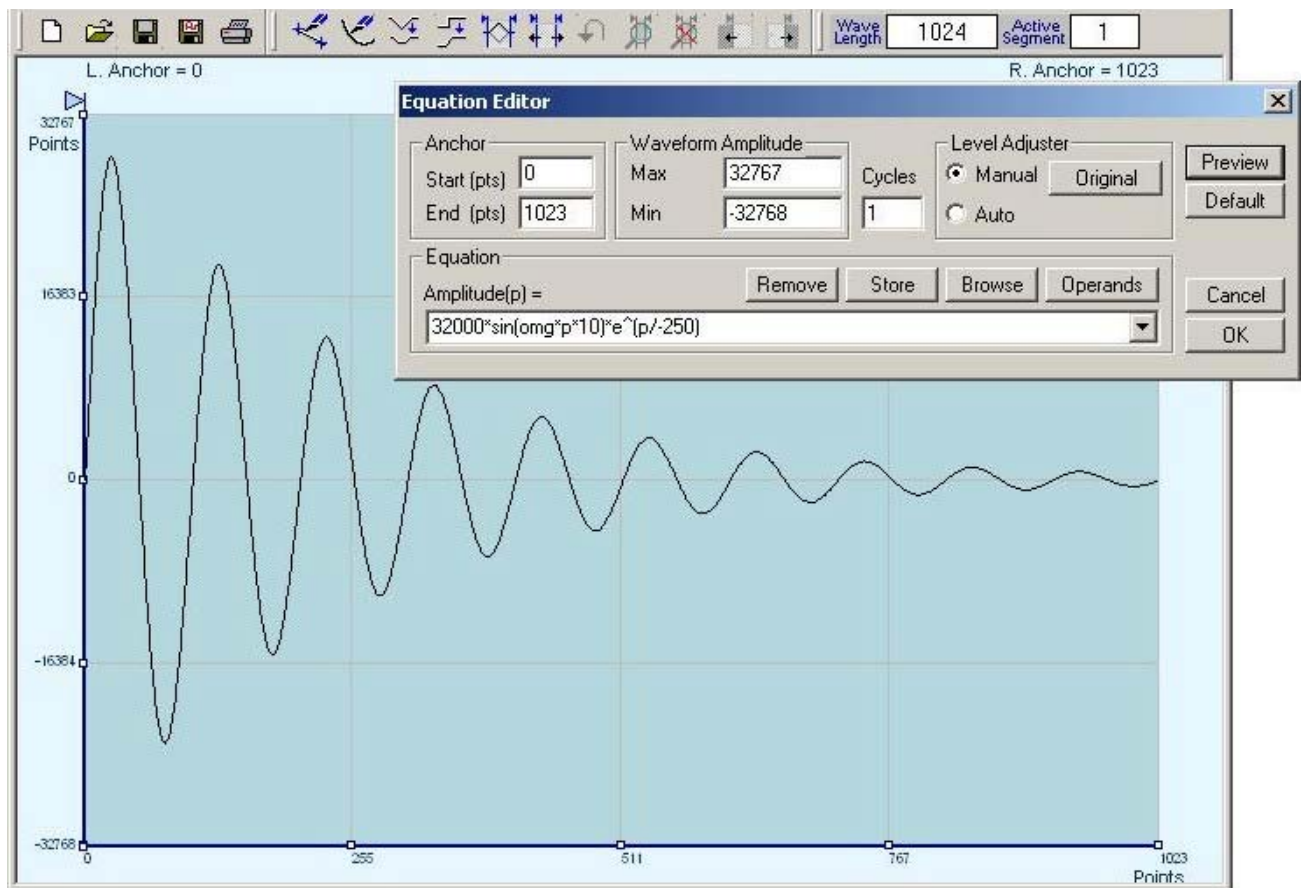 Wave Length 1024 Active Segment 1
L. Anchor = 0 R. Anchor = 1023
Equation Editor
Anchor
Start (pts) 0
End (pts) 1023
Waveform Amplitude
Max 32767
Min -32768
Cycles
1
Level Adjuster
Manual Original
Auto
Preview
Default
Equation
Remove Store Browse Operands
Amplitude(p) =
32000*sin(omg*p*10)*e^(p/-250)
Cancel
OK
32767
Points
16383
0
-16384
-32768
0 255 511 767 1023
Points